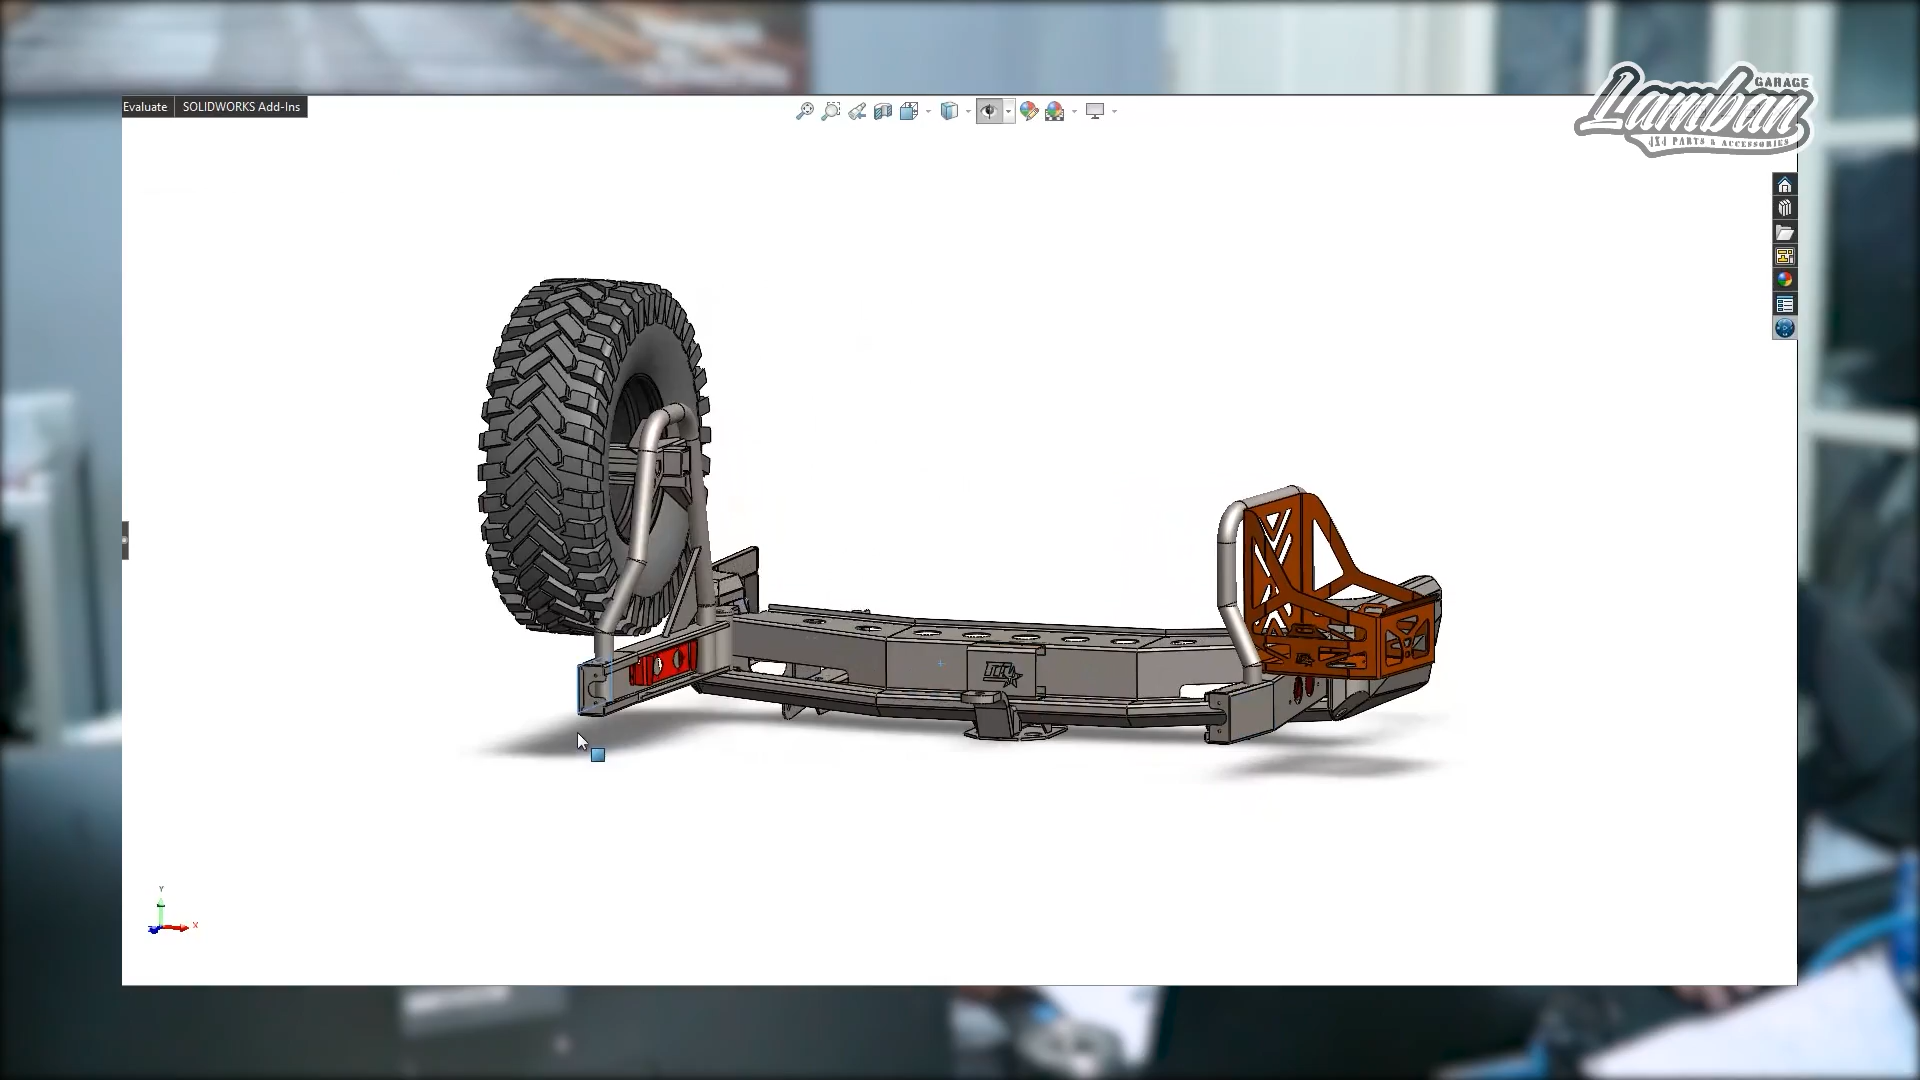 GARAGE
Lamban
4X4 PARTS & ACCESSORIES
Evaluate
SOLIDWORKS Add-Ins
Y
X